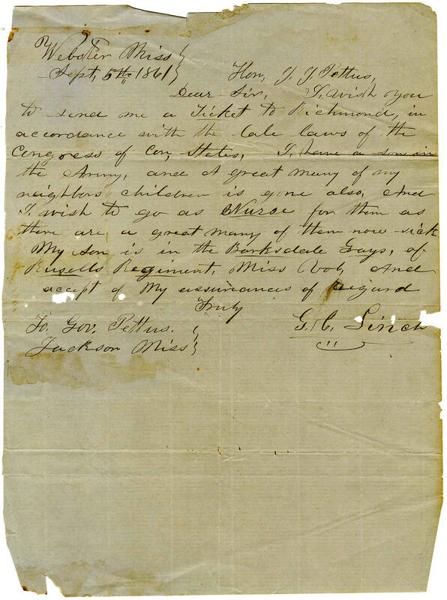 Webster Miss
Sept, 5th 1861
Hon, J. J. Pettus,
Dear Sir, I wish you
to send me a Ticket to Richmond, in
accordance with the late laws of the
Congress of Con, States, I have a son in
the Army, and A great many of my
neighbors children is gone also, And
I wish to go as Nurse for them as
them are a great many of them now sick
My son is in the Barksdale Grays, of
Rusells Regiment, Miss Vol, And
accept of My assurances of Regard
Truly
G. C. Linch
To. Gov. Pettus.
Jackson Miss